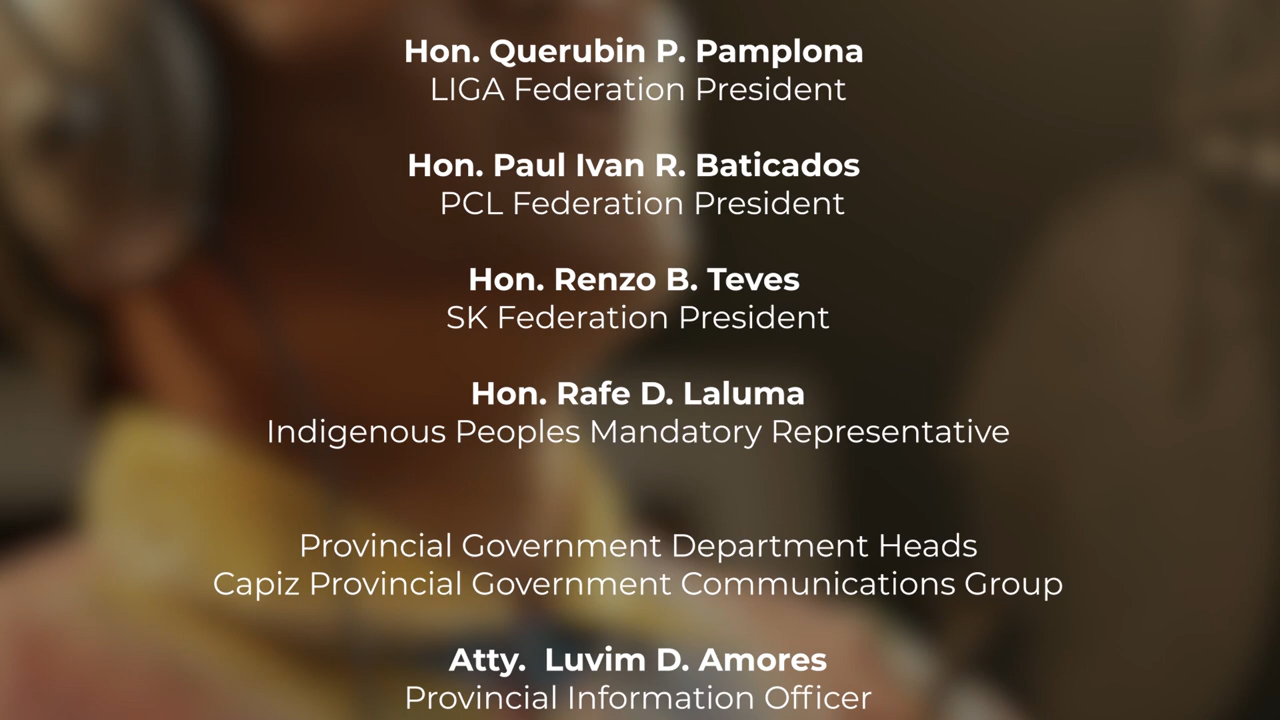 Hon. Querubin P. Pamplona
LIGA Federation President
Hon. Paul Ivan R. Baticados
PCL Federation President
Hon. Renzo B. Teves
SK Federation President
Hon. Rafe D. Laluma
Indigenous Peoples Mandatory Representative
Provincial Government Department Heads
Capiz Provincial Government Communications Group
Atty. Luvim D. Amores
Provincial Information Officer